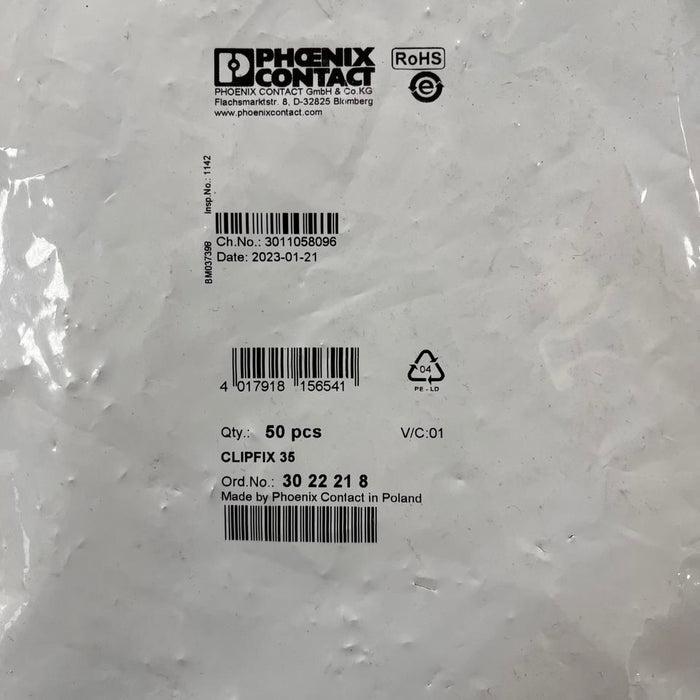 PHŒNIX
CONTACT
RoHS
e
PHOENIX CONTACT GmbH & Co.KG
Flachsmarktstr. 8, D-32825 Blomberg
www.phoenixcontact.com
BM037398 Insp.No.: 1142
Ch.No.: 3011058096
Date: 2023-01-21
4 017918 156541
04
PE-LD
Qty.: 50 pcs V/C:01
CLIPFIX 35
Ord.No.: 30 22 21 8
Made by Phoenix Contact in Poland